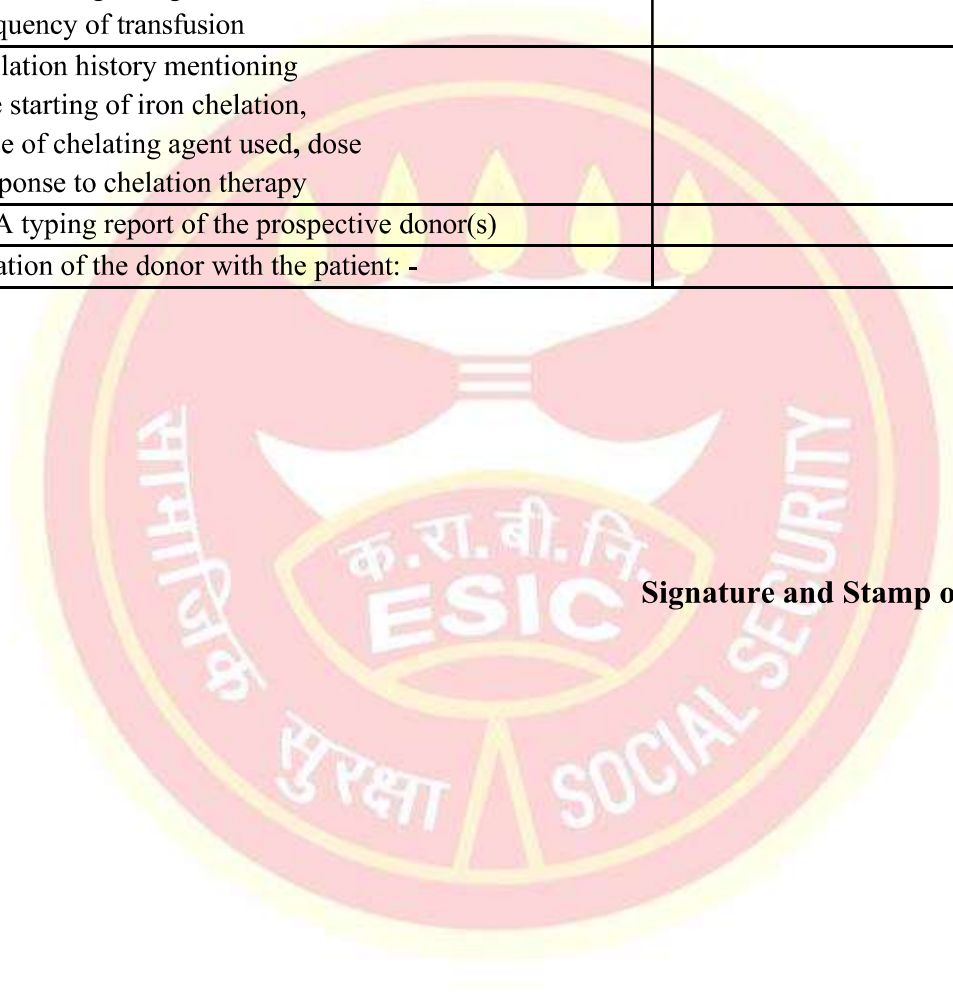 quency of transfusion
lation history mentioning
e starting of iron chelation,
e of chelating agent used, dose
ponse to chelation therapy
A typing report of the prospective donor(s)
ation of the donor with the patient: -
क.रा.बी.नि.
ESIC
Signature and Stamp o
सामाजिक सुरक्षा
SOCIAL SECURITY